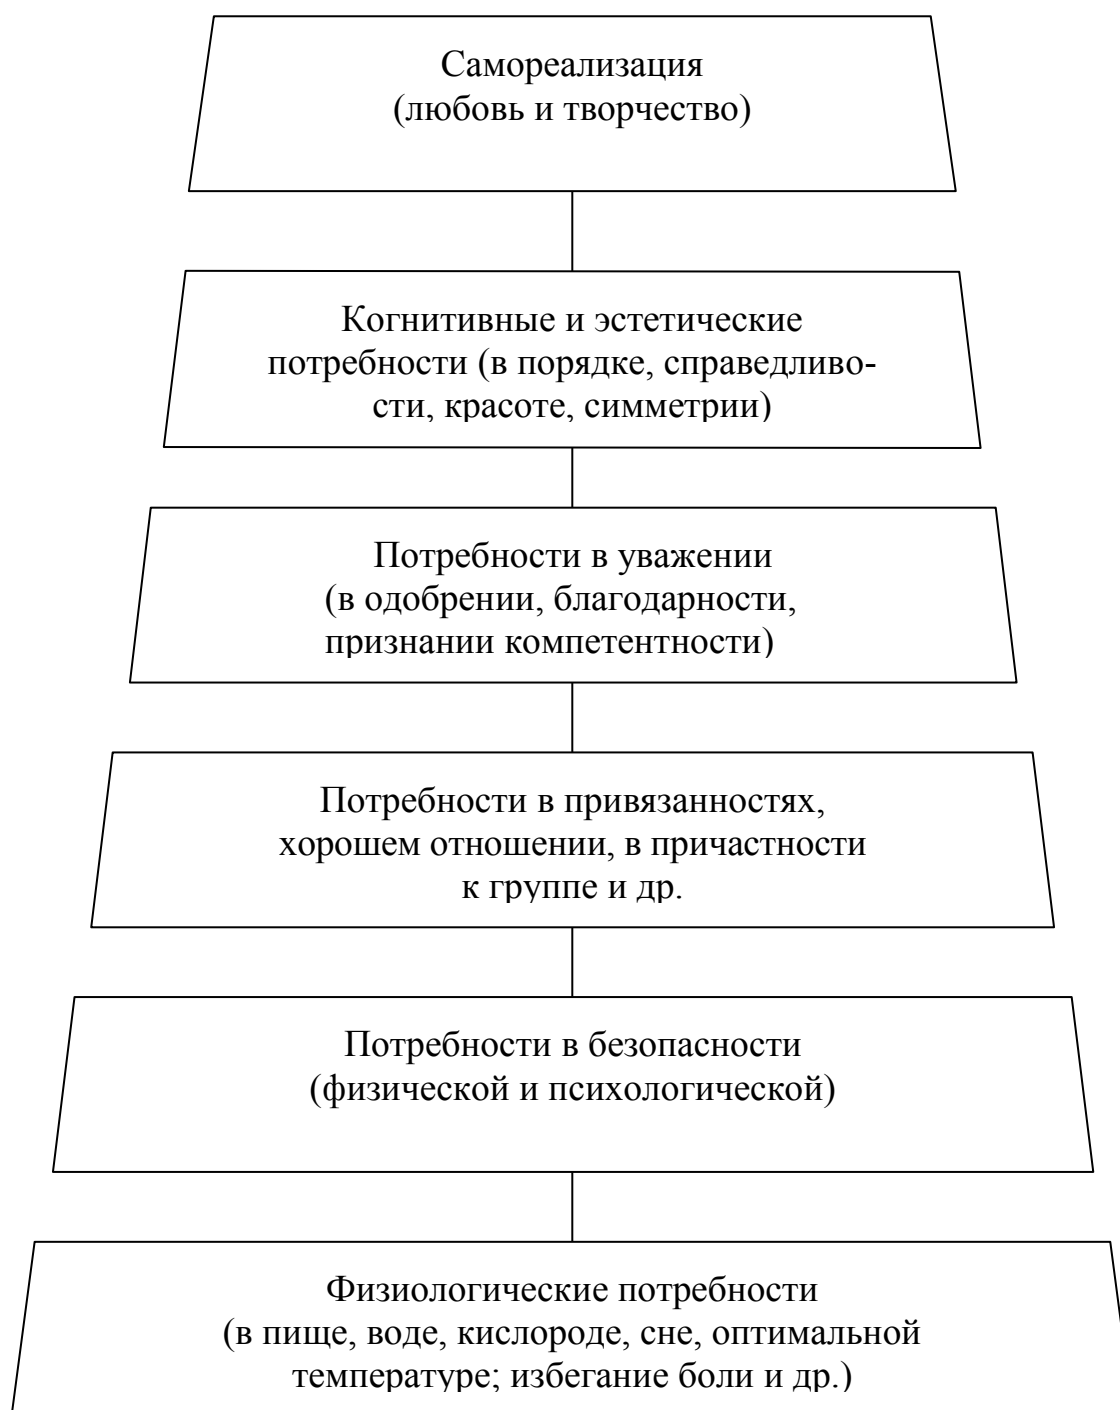 Самореализация
(любовь и творчество)
Когнитивные и эстетические
потребности (в порядке, справедливо-
сти, красоте, симметрии)
Потребности в уважении
(в одобрении, благодарности,
признании компетентности)
Потребности в привязанностях,
хорошем отношении, в причастности
к группе и др.
Потребности в безопасности
(физической и психологической)
Физиологические потребности
(в пище, воде, кислороде, сне, оптимальной
температуре; избегание боли и др.)